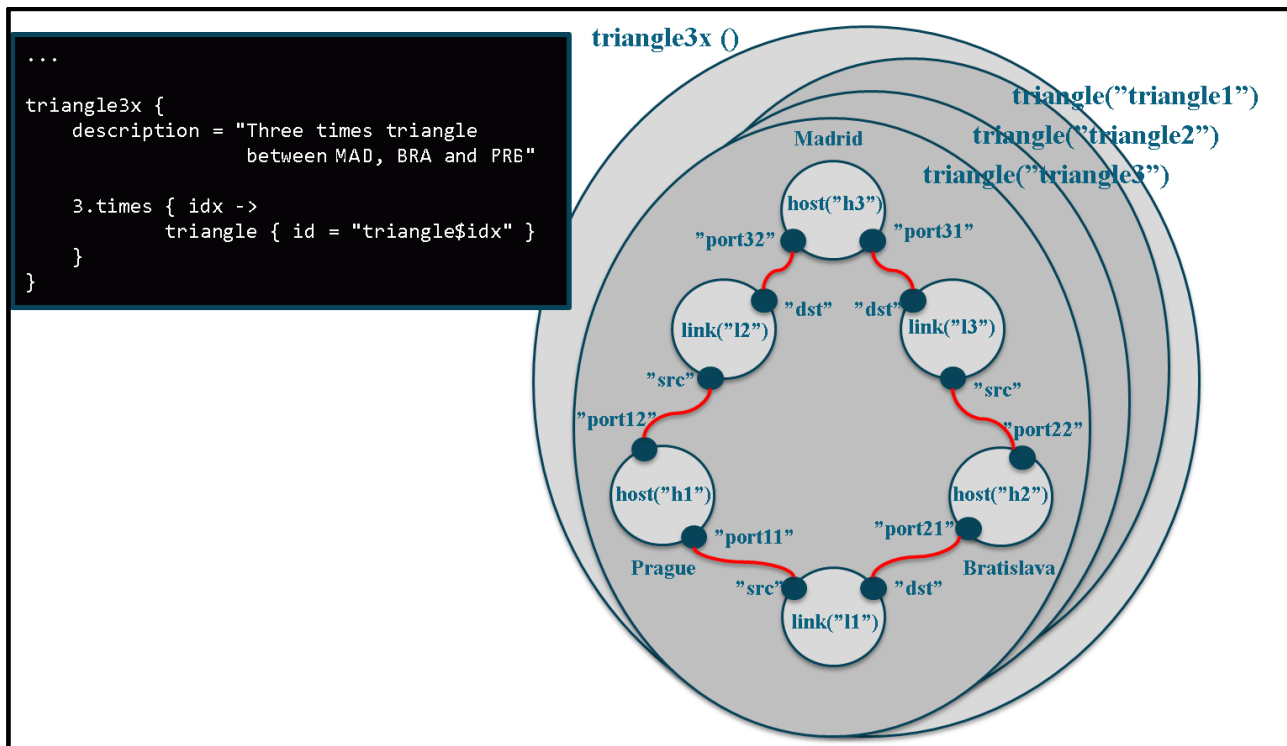 ...
triangle3x {
description = "Three times triangle
between MAD, BRA and PRG"
3.times { idx ->
triangle { id = "triangle$idx" }
}
}
triangle3x ()
triangle(”triangle1”)
triangle(”triangle2”)
triangle(”triangle3”)
Madrid
host(”h3”)
”port32”
”port31”
”dst”
”dst”
link(”l2”)
link(”l3”)
”src”
”src”
”port12”
”port22”
host(”h1”)
host(”h2”)
”port11”
”port21”
Prague
Bratislava
”src”
”dst”
link(”l1”)